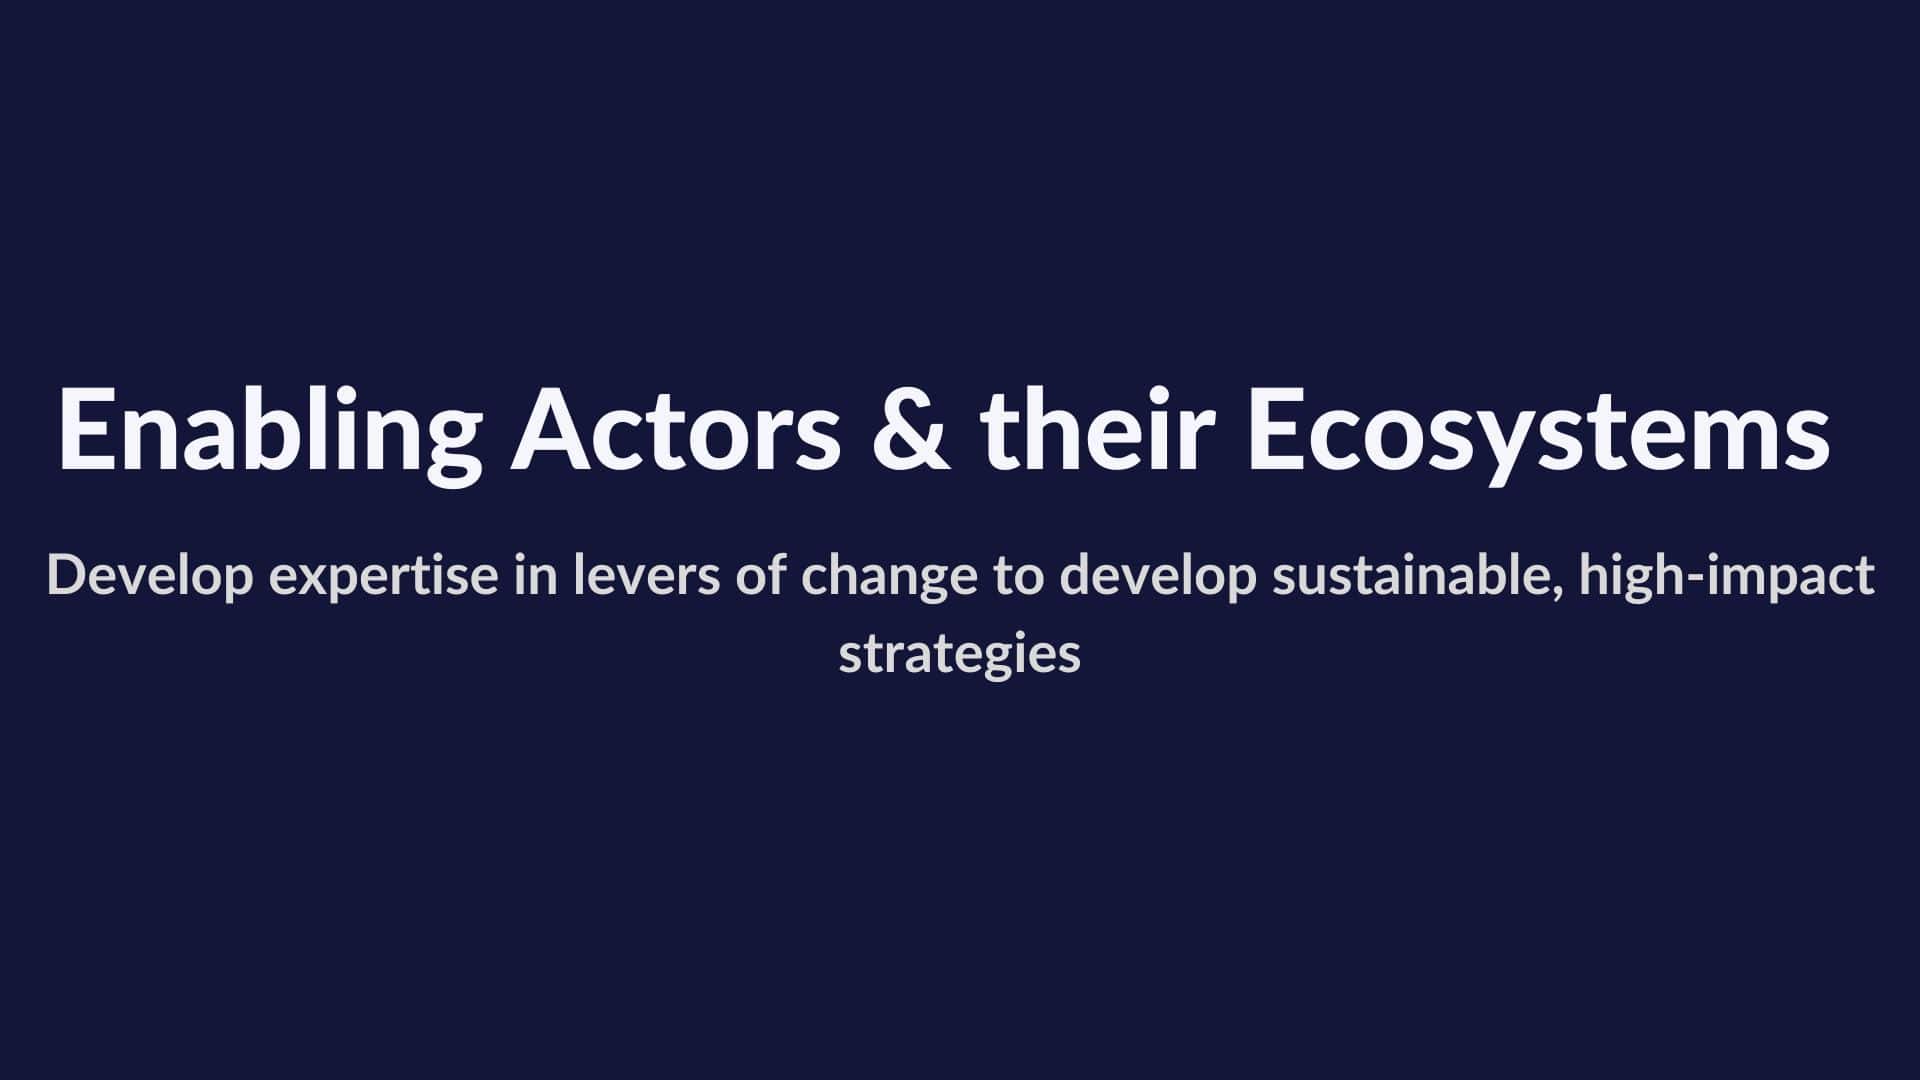 Enabling Actors & their Ecosystems
Develop expertise in levers of change to develop sustainable, high-impact
strategies